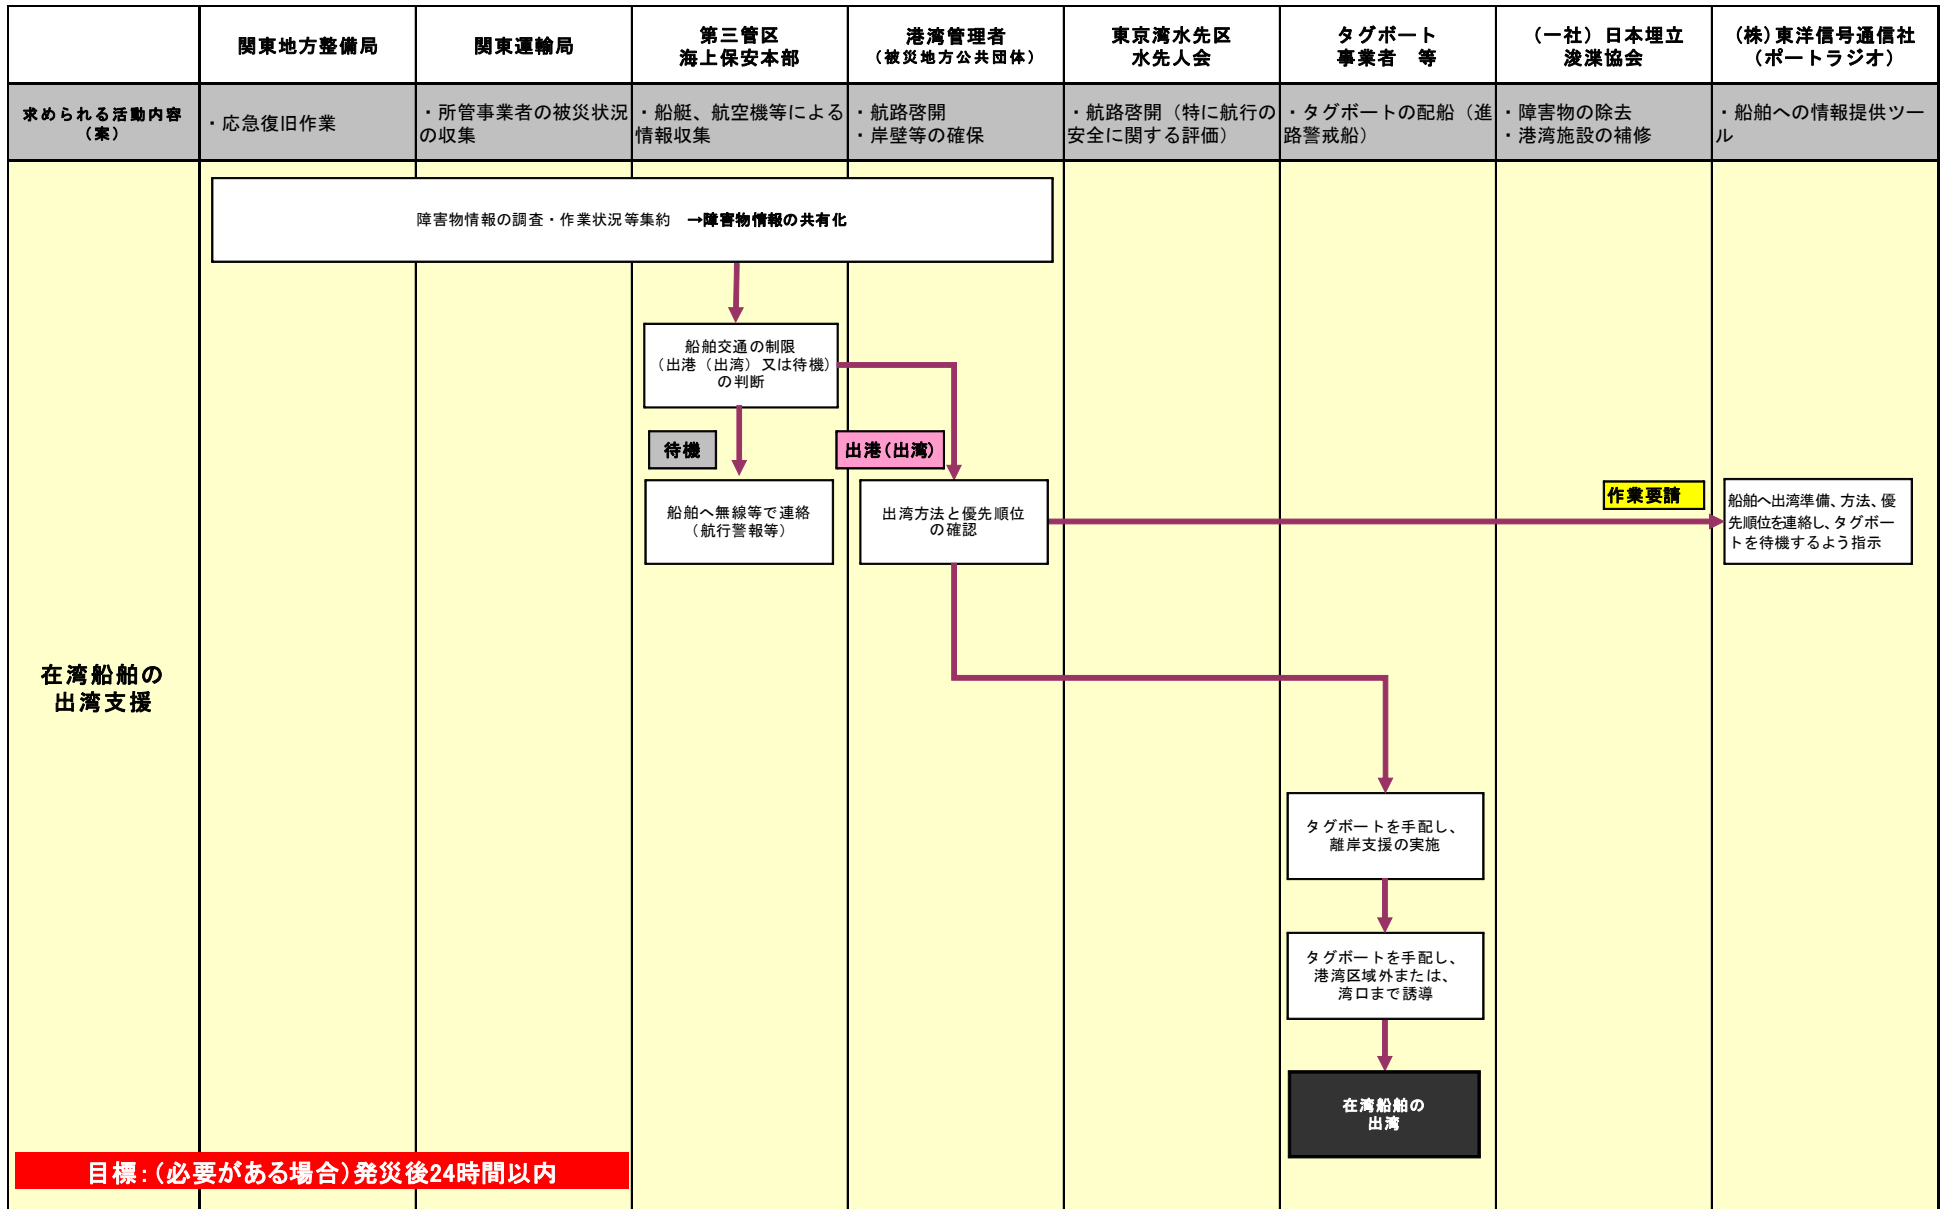 関東地方整備局
関東運輸局
第三管区
海上保安本部
港湾管理者
（被災地方公共団体）
東京湾水先区
水先人会
タグボート
事業者　等
（一社）日本埋立
浚渫協会
(株)東洋信号通信社
（ポートラジオ）
求められる活動内容
（案）
・応急復旧作業
・所管事業者の被災状況
の収集
・船艇、航空機等による
情報収集
・航路啓開
・岸壁等の確保
・航路啓開（特に航行の
安全に関する評価）
・タグボートの配船（進
路警戒船）
・障害物の除去
・港湾施設の補修
・船舶への情報提供ツー
ル
在湾船舶の
出湾支援
障害物情報の調査・作業状況等集約　→障害物情報の共有化
船舶交通の制限
（出港（出湾）又は待機）
の判断
待機
出港(出湾)
船舶へ無線等で連絡
（航行警報等）
出湾方法と優先順位
の確認
作業要請
船舶へ出湾準備、方法、優
先順位を連絡し、タグボー
トを待機するよう指示
タグボートを手配し、
離岸支援の実施
タグボートを手配し、
港湾区域外または、
湾口まで誘導
在湾船舶の
出湾
目標：（必要がある場合）発災後24時間以内